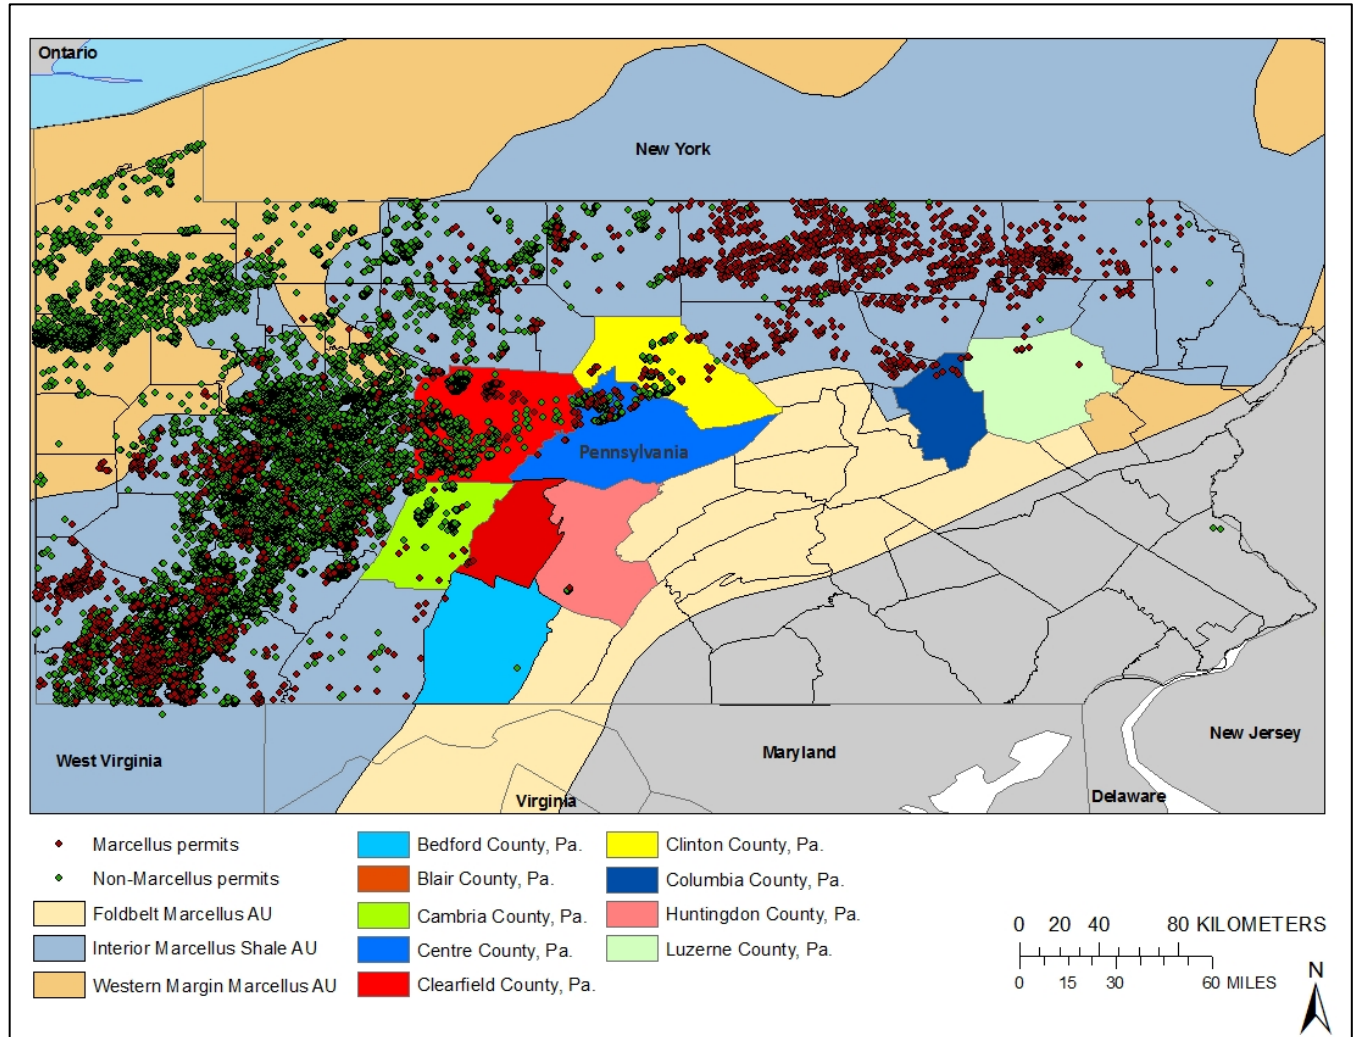 Ontario
New York
Pennsylvania
West Virginia
Virginia
Maryland
Delaware
New Jersey
Marcellus permits
Non-Marcellus permits
Foldbelt Marcellus AU
Interior Marcellus Shale AU
Western Margin Marcellus AU
Bedford County, Pa.
Blair County, Pa.
Cambria County, Pa.
Centre County, Pa.
Clearfield County, Pa.
Clinton County, Pa.
Columbia County, Pa.
Huntingdon County, Pa.
Luzerne County, Pa.
0 20 40 80 KILOMETERS
0 15 30 60 MILES
N